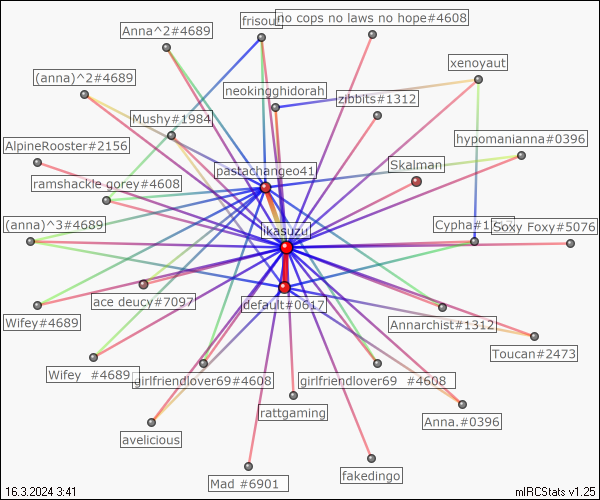 no cops no laws no hope#4608
frisour
Anna^2#4689
xenoyaut
(anna)^2#4689
neokingghidorah
zibbits#1312
Mushy#1984
hypomanianna#0396
AlpineRooster#2156
Skalman
pastachangeo41
ramshackle gorey#4608
(anna)^3#4689
ikasuzu
Soxy Foxy#5076
ace deucy#7097
default#0617
Wifey#4689
Annarchist#1312
Toucan#2473
Wifey  #4689
girlfriendlover69#4608
girlfriendlover69  #4608
rattgaming
Anna.#0396
avelicious
fakedingo
Mad #6901
16.3.2024 3:41
mIRCStats v1.25